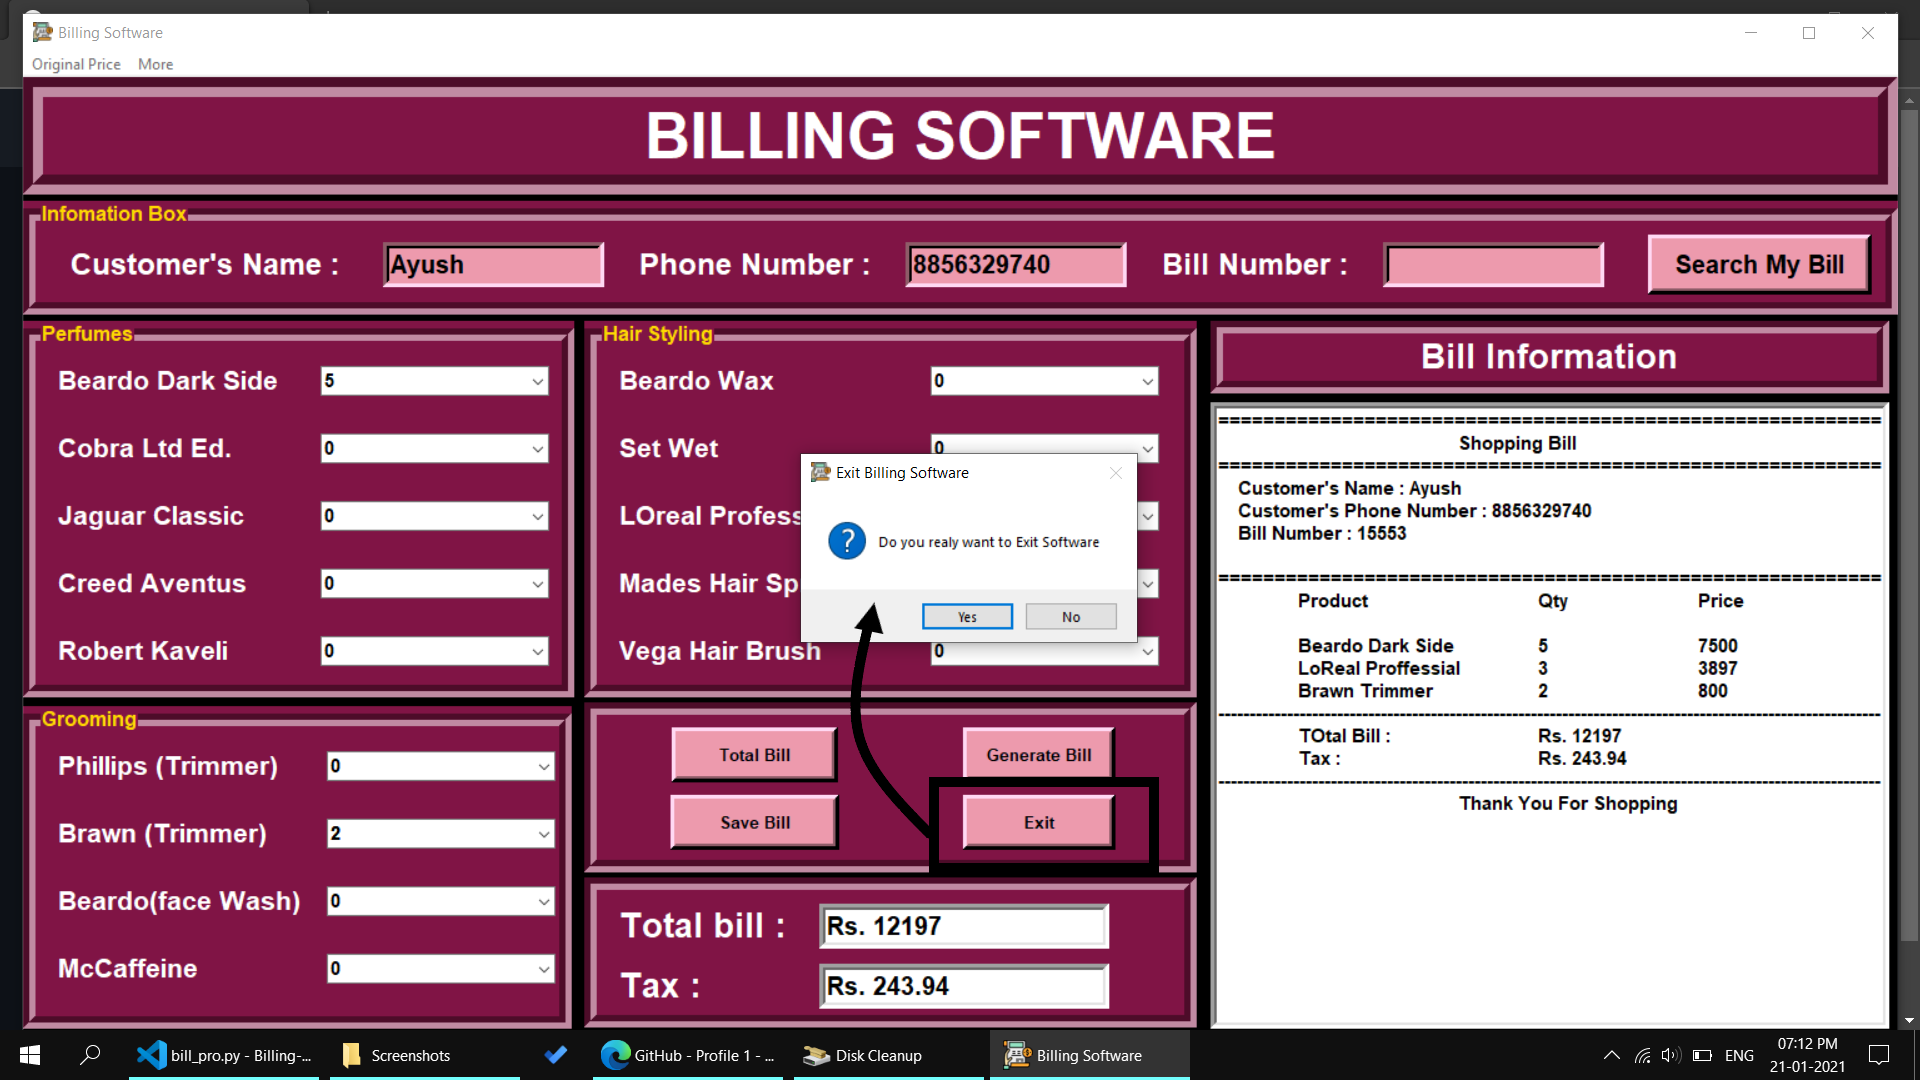 Billing Software
Original Price More
BILLING SOFTWARE
Infomation Box
Customer's Name : Ayush Phone Number : 8856329740 Bill Number : Search My Bill
Perfumes
Beardo Dark Side 5
Cobra Ltd Ed. 0
Jaguar Classic 0
Creed Aventus 0
Robert Kaveli 0
Hair Styling
Beardo Wax 0
Set Wet 0
LOreal Profess
Mades Hair Sp
Vega Hair Brush 0
Exit Billing Software
Do you realy want to Exit Software
Yes No
Grooming
Phillips (Trimmer) 0
Brawn (Trimmer) 2
Beardo(face Wash) 0
McCaffeine 0
Total Bill Generate Bill
Save Bill Exit
Total bill : Rs. 12197
Tax : Rs. 243.94
Bill Information
===========================================================
Shopping Bill
===========================================================
Customer's Name : Ayush
Customer's Phone Number : 8856329740
Bill Number : 15553
===========================================================
Product Qty Price
Beardo Dark Side 5 7500
LoReal Proffessial 3 3897
Brawn Trimmer 2 800
-----------------------------------------------------------
TOtal Bill : Rs. 12197
Tax : Rs. 243.94
-----------------------------------------------------------
Thank You For Shopping
bill_pro.py - Billing-... Screenshots GitHub - Profile 1 - ... Disk Cleanup Billing Software ENG 07:12 PM
21-01-2021